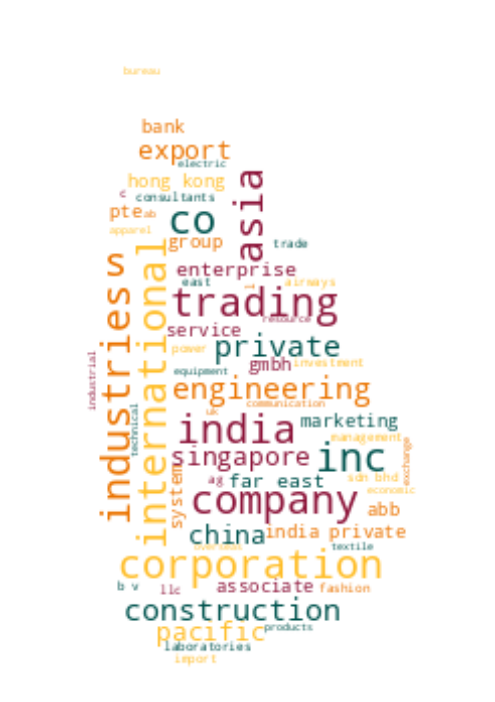 bureau
bank
export
electric
hong kong
c
consultants
asia
pte
ab
co
apparel
group
trade
s
international
enterprise
east
l
airways
industries
trading
resource
service
private
power
gmbh
investment
industrial
equipment
engineering
communication
uk
technical
india
marketing
management
singapore
inc
exchange
system
ag
far east
sdn bhd
economic
company
abb
china
india private
overseas
textile
corporation
b v
llc
associate
fashion
construction
pacific
products
laboratories
import